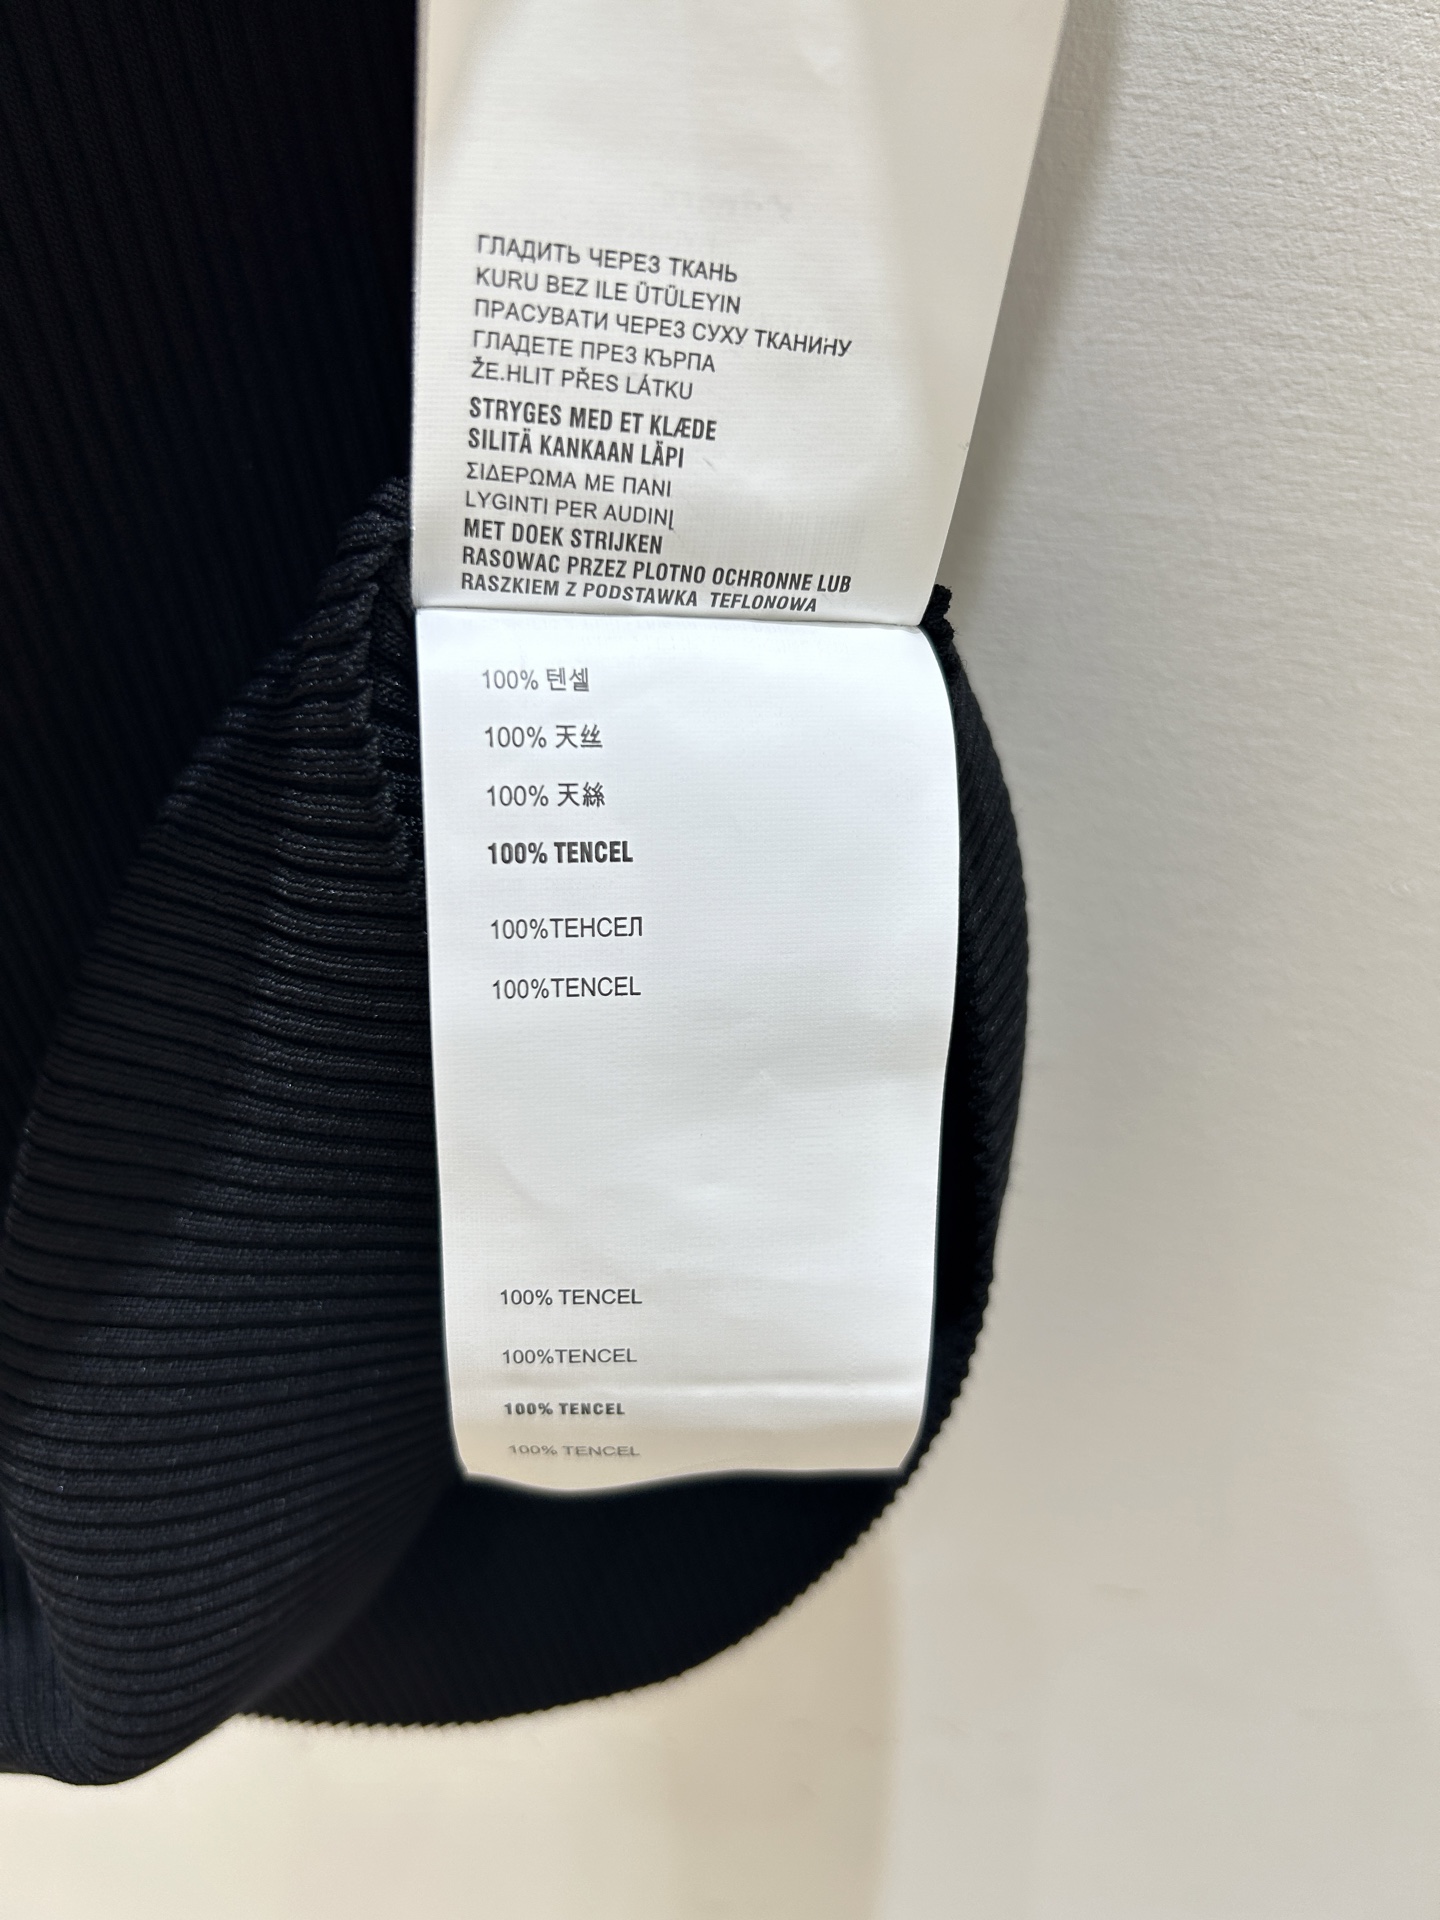 ГЛАДИТЬ ЧЕРЕЗ ТКАНЬ
KURU BEZ ILE ÜTÜLEYIN
ПРАСУВАТИ ЧЕРЕЗ СУХУ ТКАНИНУ
ГЛАДЕТЕ ПРЕЗ КЪРПА
ŽE.HLIT PŘES LÁTKU
STRYGES MED ET KLÆDE
SILITÄ KANKAAN LÄPI
ΣΙΔΕΡΩΜΑ ΜΕ ΠΑΝΙ
LYGINTI PER AUDINĮ
MET DOEK STRIJKEN
RASOWAC PRZEZ PLOTNO OCHRONNE LUB
RASZKIEM Z PODSTAWKA TEFLONOWA
100% 텐셀
100% 天丝
100% 天絲
100% TENCEL
100%ТЕНСЕЛ
100%TENCEL
100% TENCEL
100%TENCEL
100% TENCEL
100% TENCEL